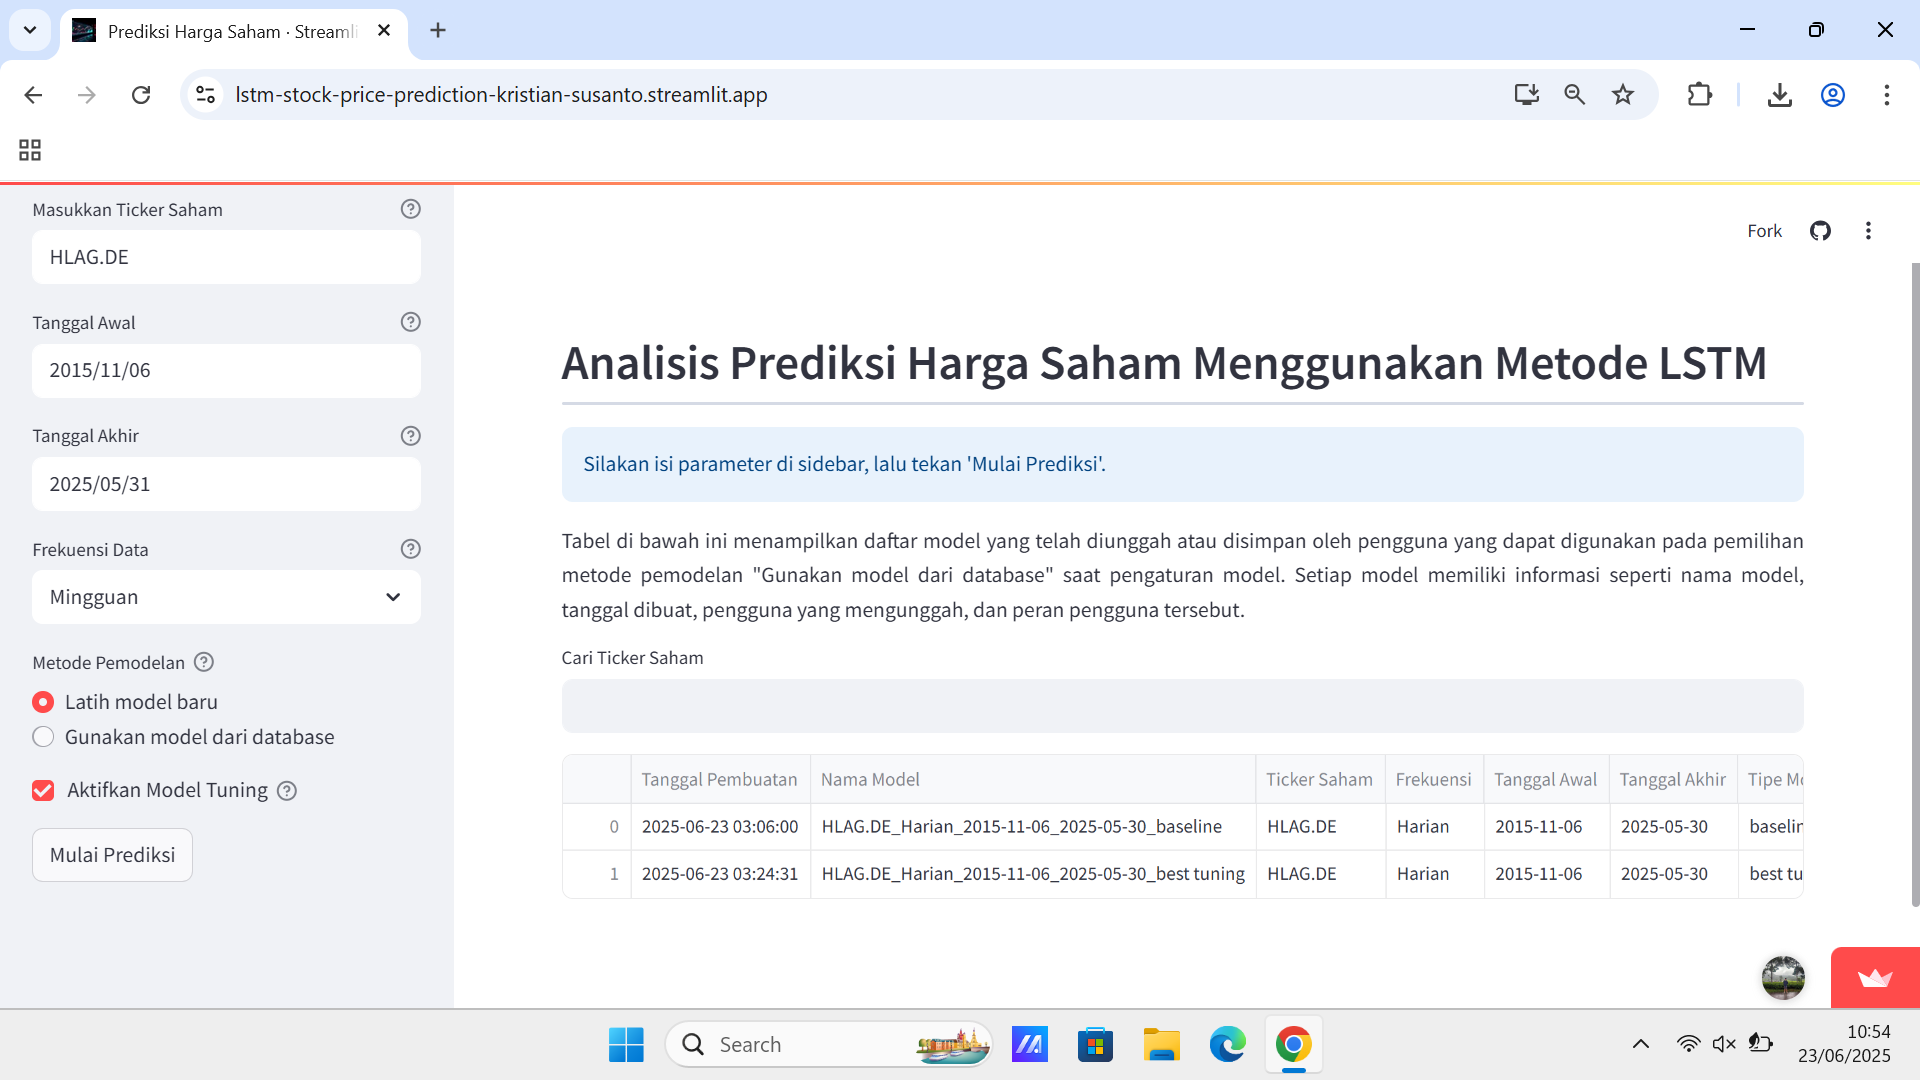 Prediksi Harga Saham · Streamli
lstm-stock-price-prediction-kristian-susanto.streamlit.app
Masukkan Ticker Saham
HLAG.DE
Tanggal Awal
2015/11/06
Tanggal Akhir
2025/05/31
Frekuensi Data
Mingguan
Metode Pemodelan
Latih model baru
Gunakan model dari database
Aktifkan Model Tuning
Mulai Prediksi
Fork
Analisis Prediksi Harga Saham Menggunakan Metode LSTM
Silakan isi parameter di sidebar, lalu tekan 'Mulai Prediksi'.
Tabel di bawah ini menampilkan daftar model yang telah diunggah atau disimpan oleh pengguna yang dapat digunakan pada pemilihan
metode pemodelan "Gunakan model dari database" saat pengaturan model. Setiap model memiliki informasi seperti nama model,
tanggal dibuat, pengguna yang mengunggah, dan peran pengguna tersebut.
Cari Ticker Saham
Tanggal Pembuatan Nama Model Ticker Saham Frekuensi Tanggal Awal Tanggal Akhir Tipe Mo
0 2025-06-23 03:06:00 HLAG.DE_Harian_2015-11-06_2025-05-30_baseline HLAG.DE Harian 2015-11-06 2025-05-30 baselin
1 2025-06-23 03:24:31 HLAG.DE_Harian_2015-11-06_2025-05-30_best tuning HLAG.DE Harian 2015-11-06 2025-05-30 best tu
Search
10:54
23/06/2025